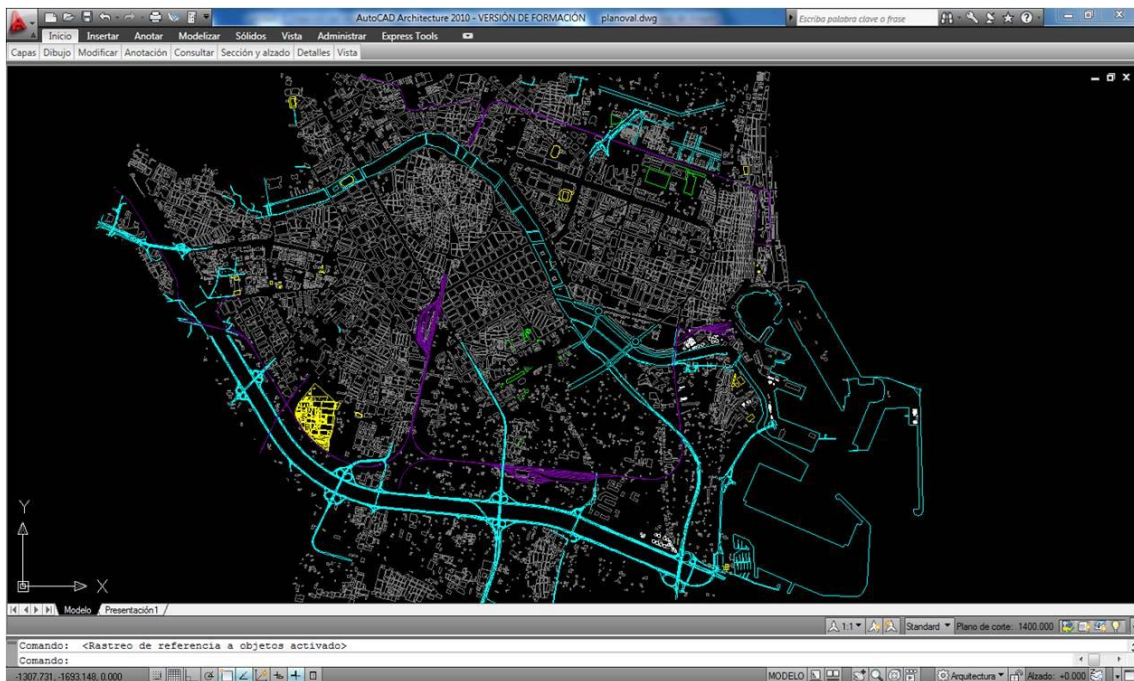 AutoCAD Architecture 2010 - VERSIÓN DE FORMACIÓN planoval.dwg
Escriba palabra clave o frase
Inicio Insertar Anotar Modelizar Sólidos Vista Administrar Express Tools
Capas Dibujo Modificar Anotación Consultar Sección y alzado Detalles Vista
Y
X
Modelo Presentación1
1:1 Standard Plano de corte: 1400.000
Comando: <Rastreo de referencia a objetos activado>
Comando:
-1307.731, -1693.148, 0.000 MODELO Arquitectura Alzado: +0.000